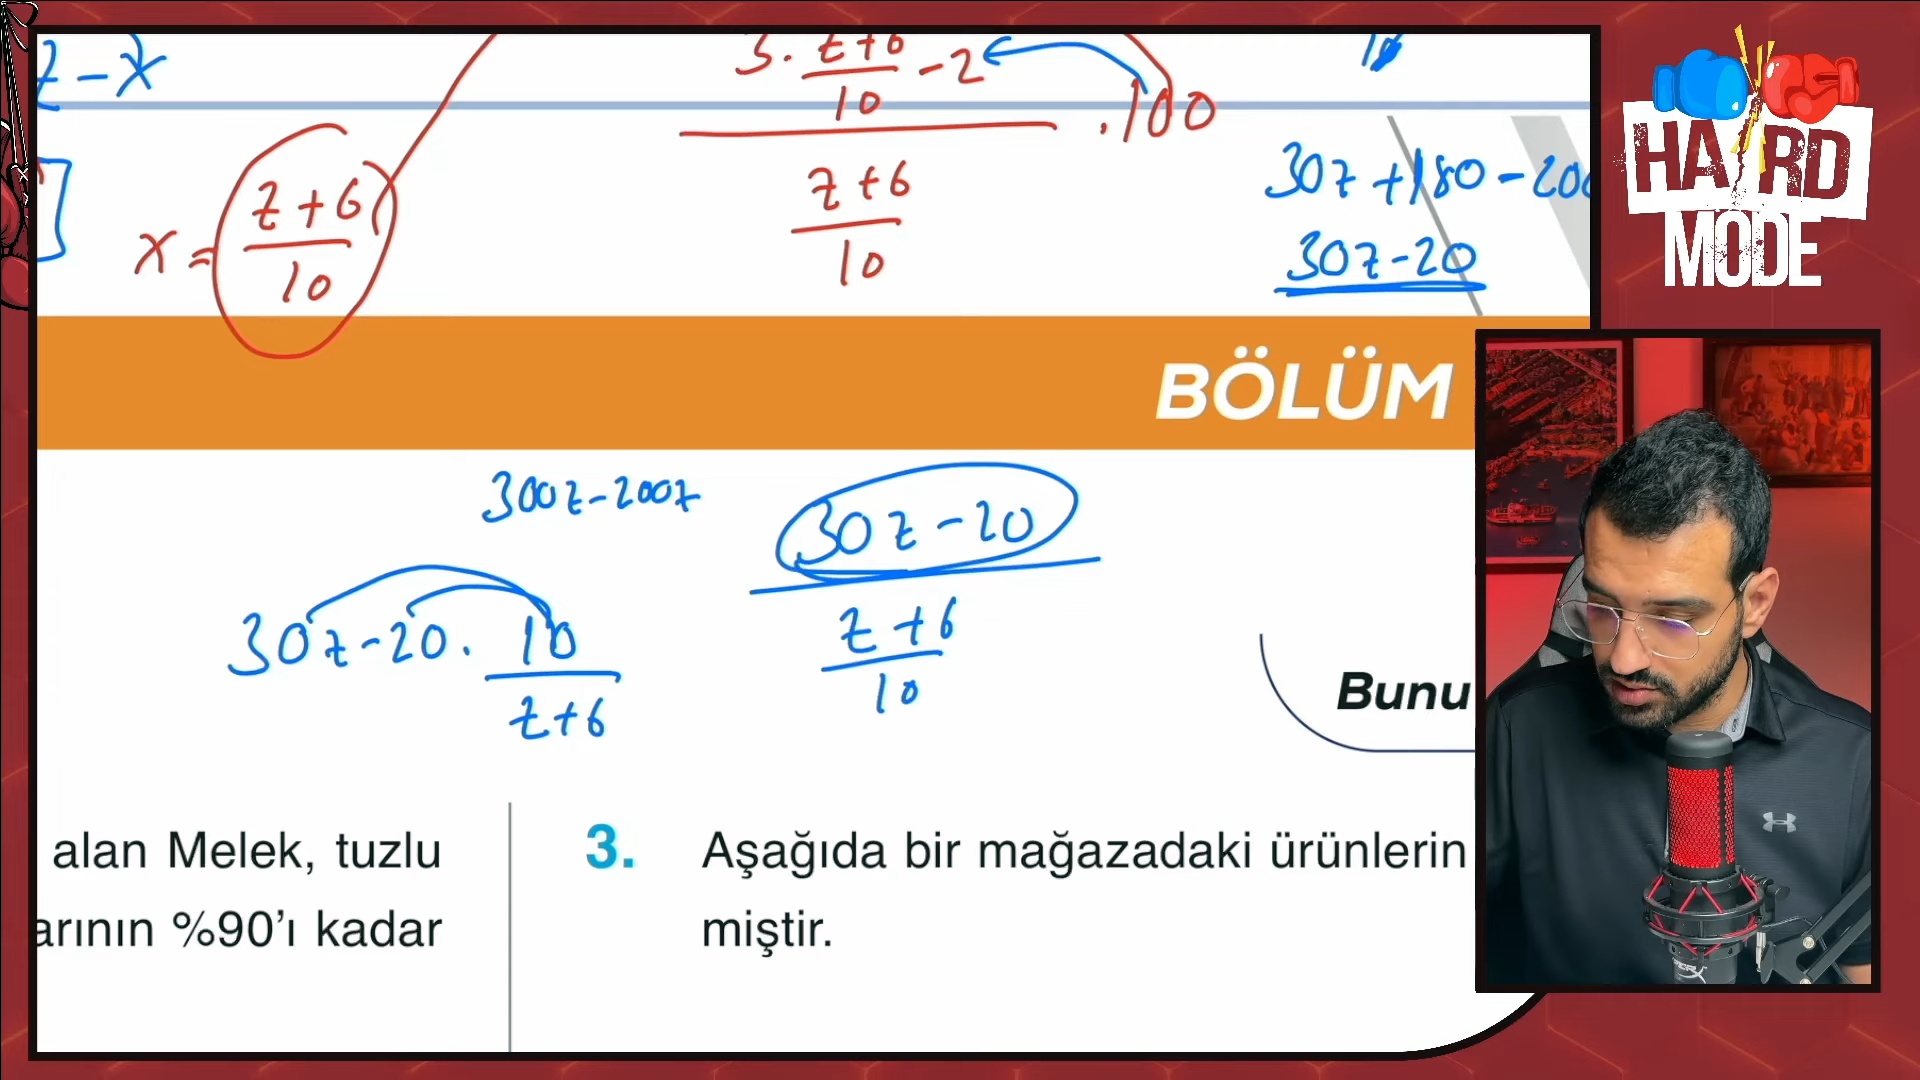 z - x
3. z+6/10 - 2
.100
z+6/10
x = z+6/10
30z +180 - 200
30z-20
HARD
MODE
BÖLÜM
300z-200z
30z - 20
z+6
10
30z-20. 10
z+6
Bunu
alan Melek, tuzlu
arının %90’ı kadar
3. Aşağıda bir mağazadaki ürünlerin
miştir.